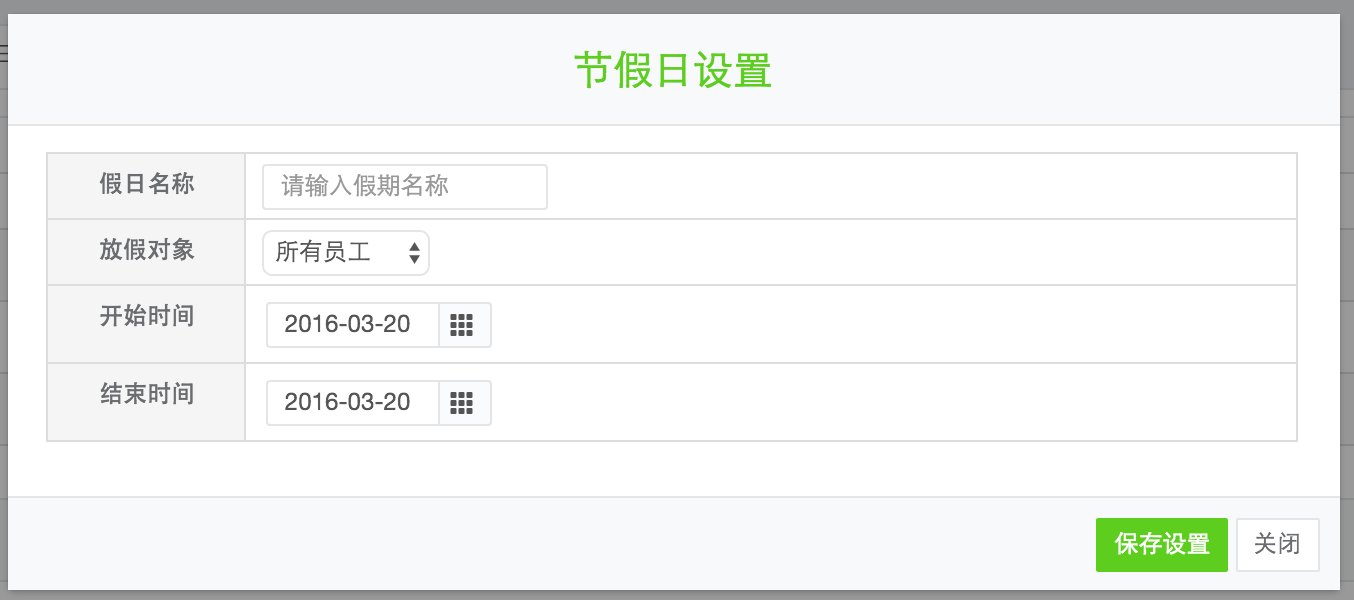 节假日设置
假日名称 请输入假期名称
放假对象 所有员工
开始时间 2016-03-20
结束时间 2016-03-20
保存设置 关闭